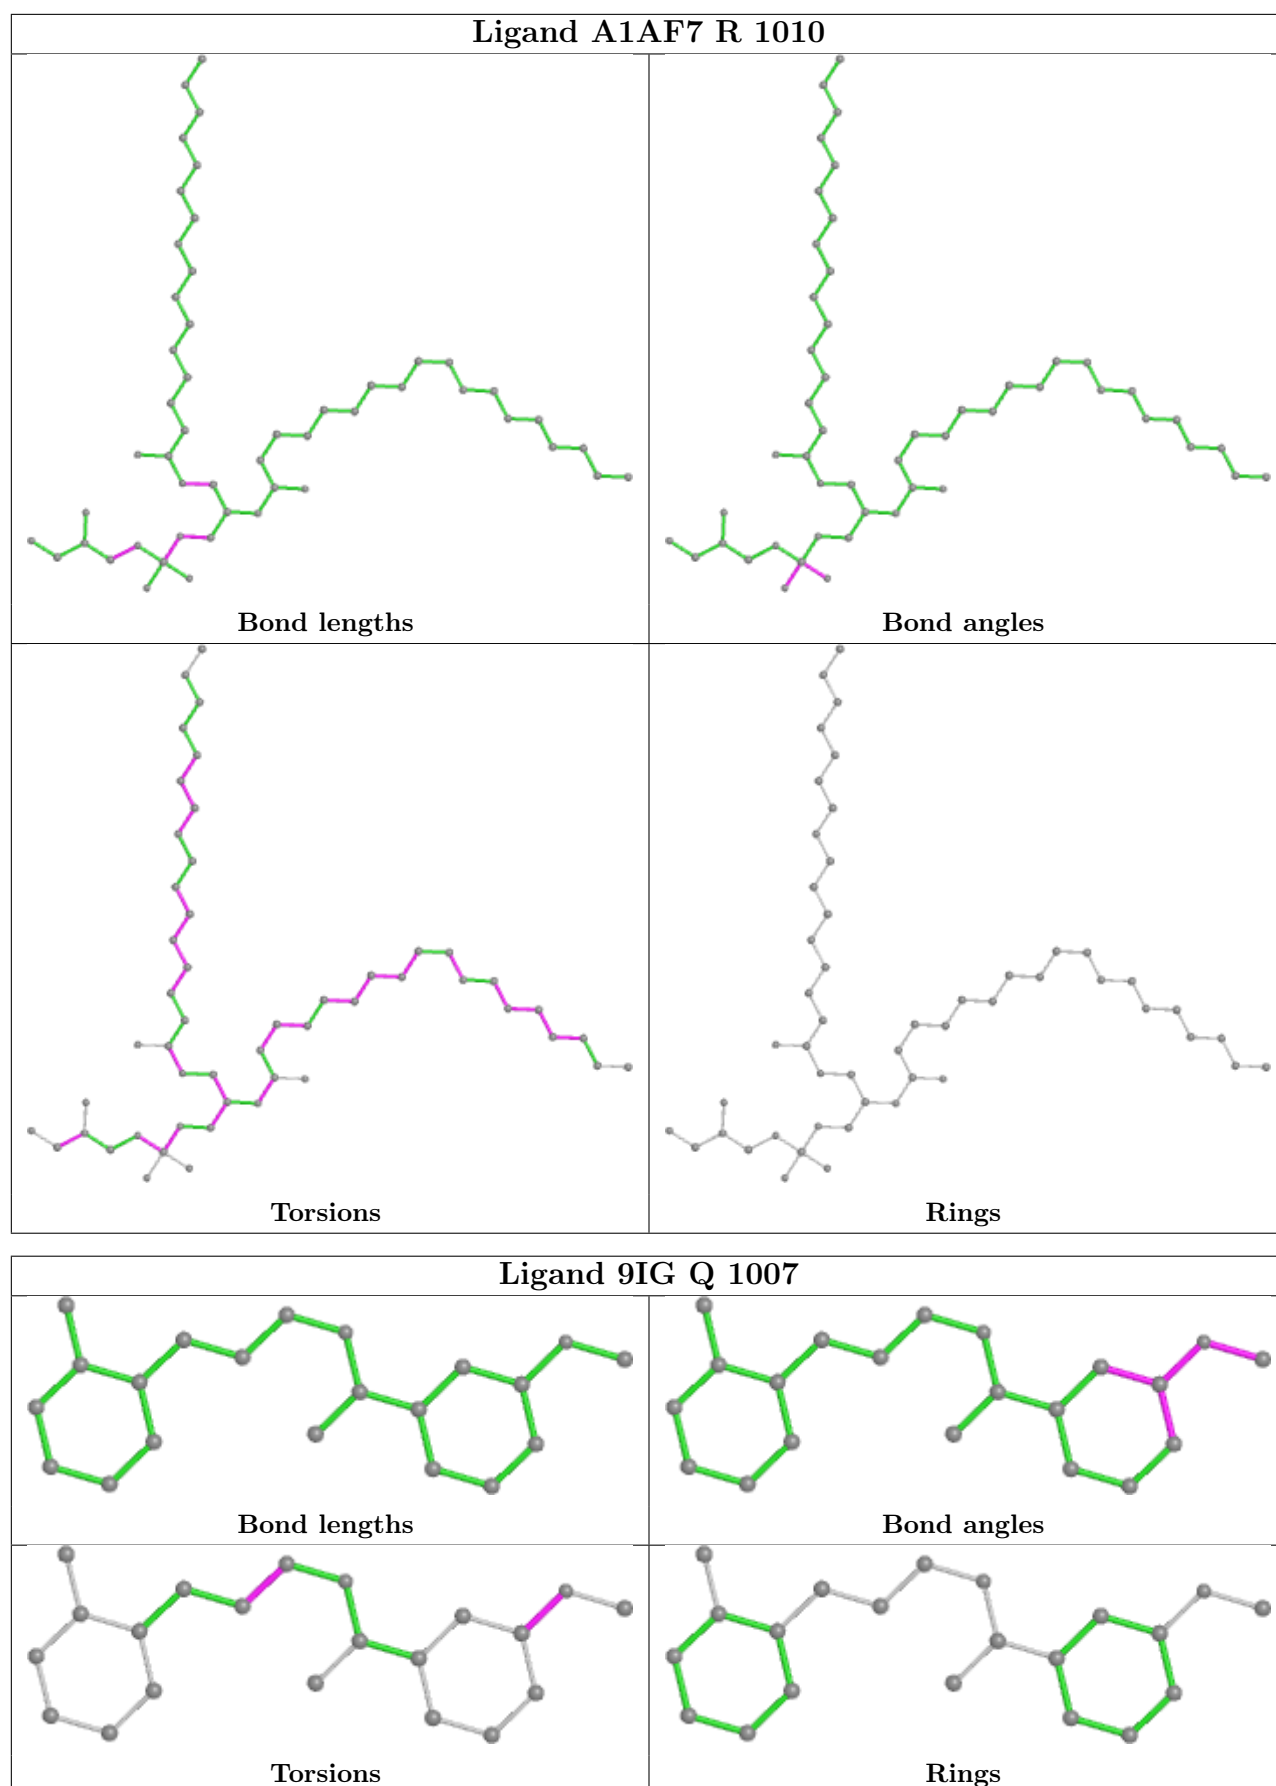 Ligand A1AF7 R 1010
Bond lengths
Bond angles
Torsions
Rings
Ligand 9IG Q 1007
Bond lengths
Bond angles
Torsions
Rings